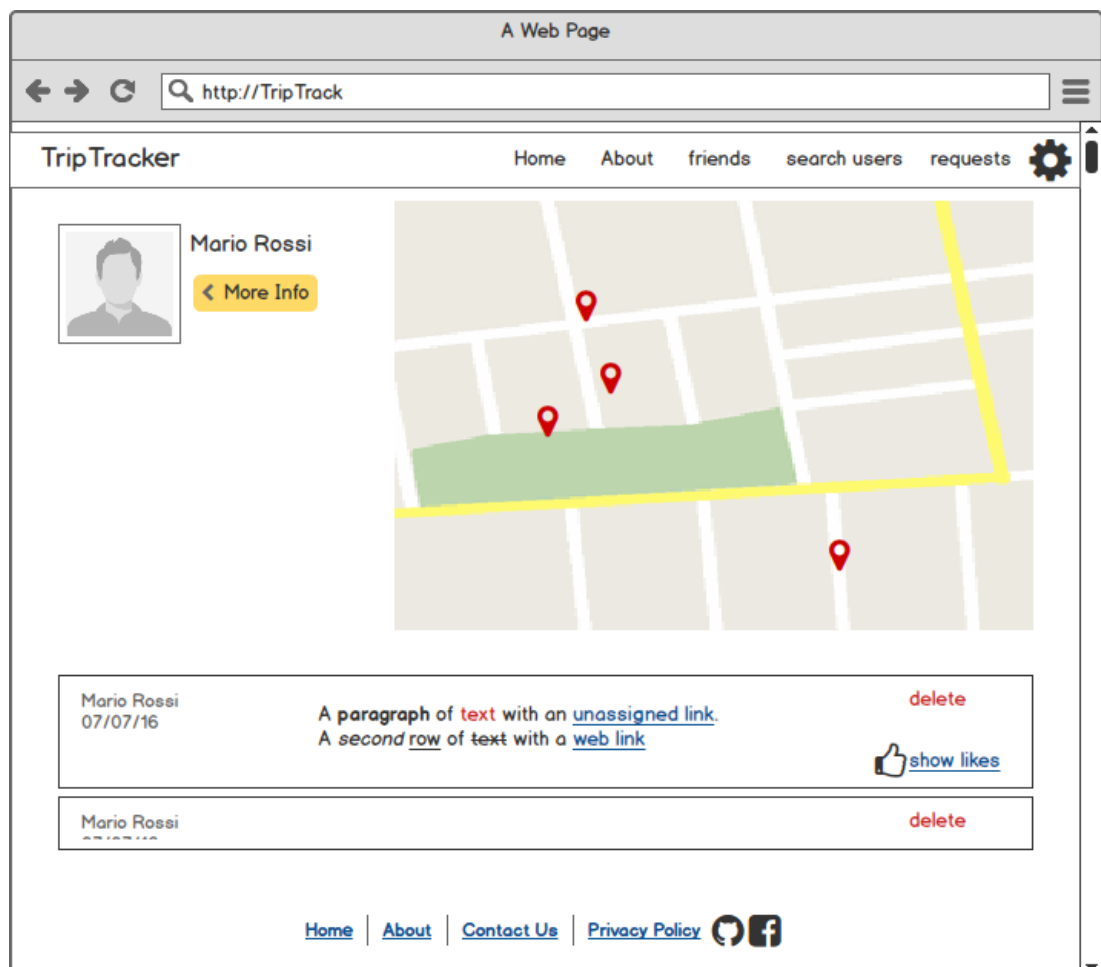 A Web Page
http://TripTrack
TripTracker
Home About friends search users requests
Mario Rossi
More Info
Mario Rossi
07/07/16
A paragraph of text with an unassigned link.
A second row of text with a web link
delete
show likes
Mario Rossi
delete
Home About Contact Us Privacy Policy